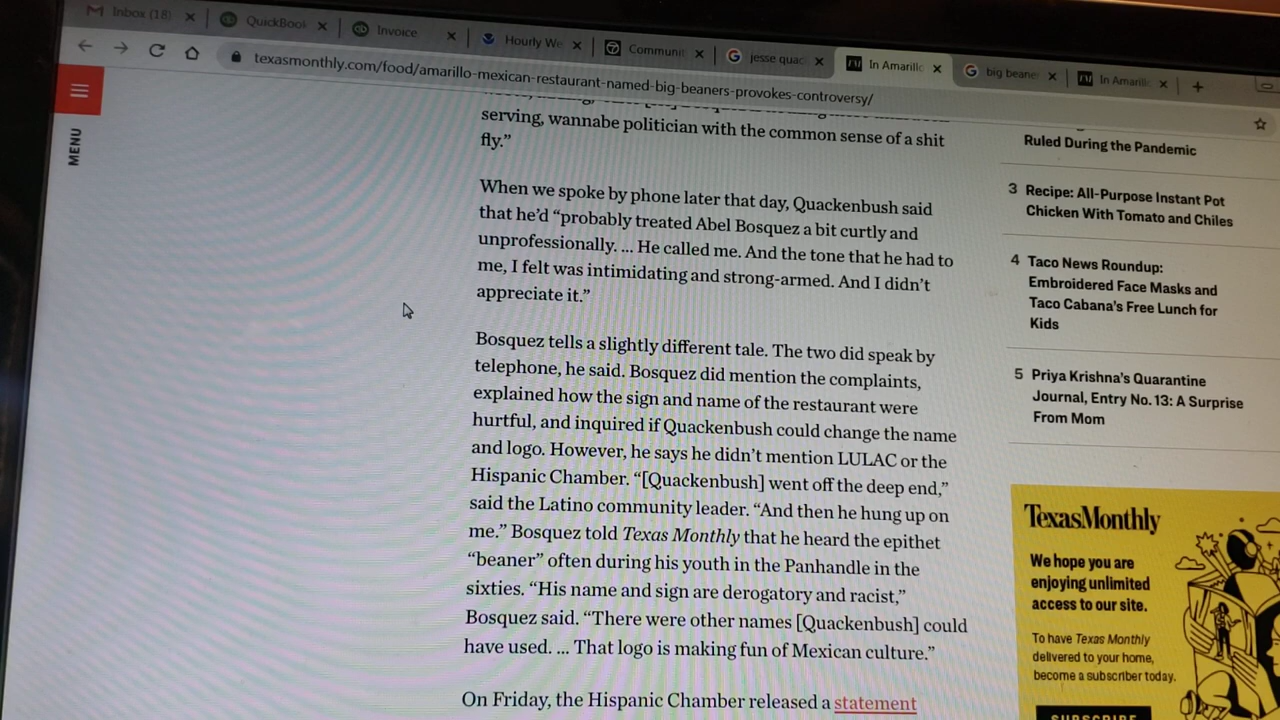 Inbox (18)
QuickBook
Invoice
Hourly We
Communit
jesse quac
In Amarillo
big beaner
In Amarillo
texasmonthly.com/food/amarillo-mexican-restaurant-named-big-beaners-provokes-controversy/
MENU
serving, wannabe politician with the common sense of a shit
fly.”
When we spoke by phone later that day, Quackenbush said
that he’d “probably treated Abel Bosquez a bit curtly and
unprofessionally. ... He called me. And the tone that he had to
me, I felt was intimidating and strong-armed. And I didn’t
appreciate it.”
Bosquez tells a slightly different tale. The two did speak by
telephone, he said. Bosquez did mention the complaints,
explained how the sign and name of the restaurant were
hurtful, and inquired if Quackenbush could change the name
and logo. However, he says he didn’t mention LULAC or the
Hispanic Chamber. “[Quackenbush] went off the deep end,”
said the Latino community leader. “And then he hung up on
me.” Bosquez told Texas Monthly that he heard the epithet
“beaner” often during his youth in the Panhandle in the
sixties. “His name and sign are derogatory and racist,”
Bosquez said. “There were other names [Quackenbush] could
have used. ... That logo is making fun of Mexican culture.”
On Friday, the Hispanic Chamber released a statement
Ruled During the Pandemic
3 Recipe: All-Purpose Instant Pot
Chicken With Tomato and Chiles
4 Taco News Roundup:
Embroidered Face Masks and
Taco Cabana’s Free Lunch for
Kids
5 Priya Krishna’s Quarantine
Journal, Entry No. 13: A Surprise
From Mom
TexasMonthly
We hope you are
enjoying unlimited
access to our site.
To have Texas Monthly
delivered to your home,
become a subscriber today.
SUBSCRIBE